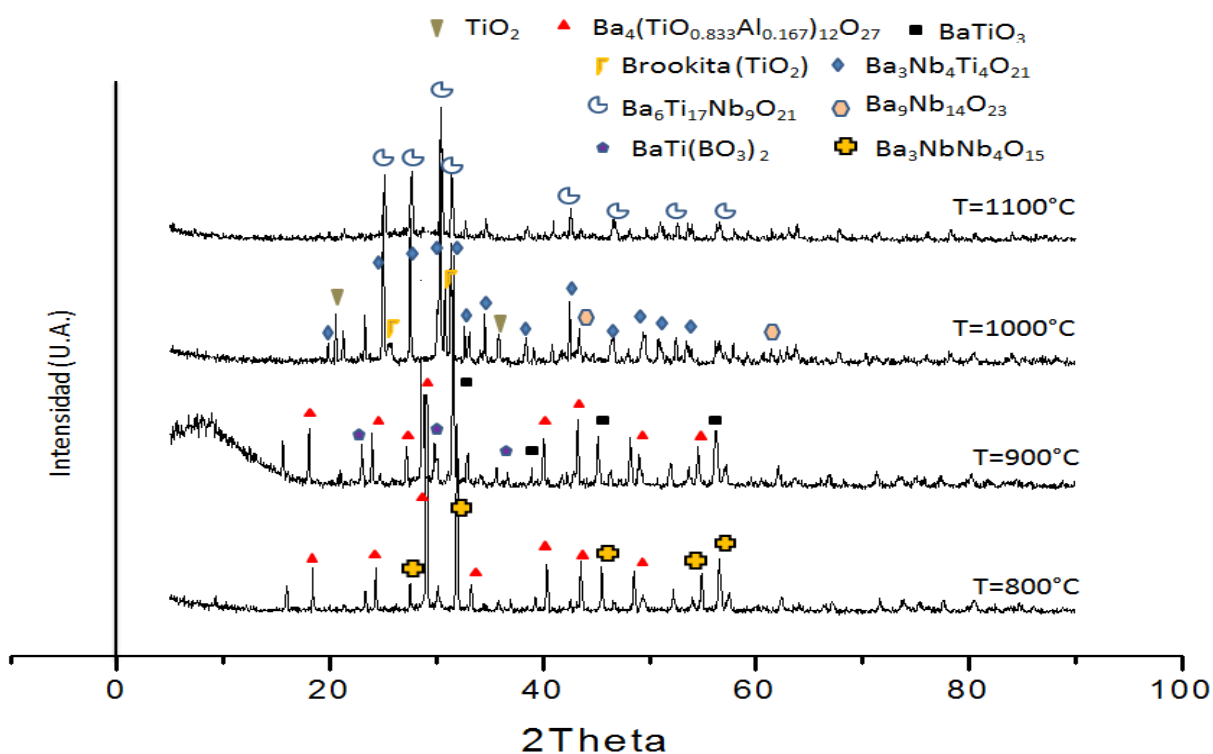 TiO₂ Ba₄(TiO₀.₈₃₃Al₀.₁₆₇)₁₂O₂₇ BaTiO₃
Brookita (TiO₂) Ba₃Nb₄Ti₄O₂₁
Ba₆Ti₁₇Nb₉O₂₁ Ba₉Nb₁₄O₂₃
BaTi(BO₃)₂ Ba₃NbNb₄O₁₅
T=1100°C
T=1000°C
T=900°C
T=800°C
Intensidad (U.A.)
0 20 40 60 80 100
2Theta